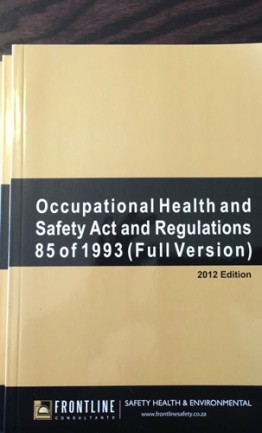 Occupational Health and
Safety Act and Regulations
85 of 1993 (Full Version)
2012 Edition
FRONTLINE
CONSULTANTS
SAFETY HEALTH & ENVIRONMENTAL
www.frontlinesafety.co.za